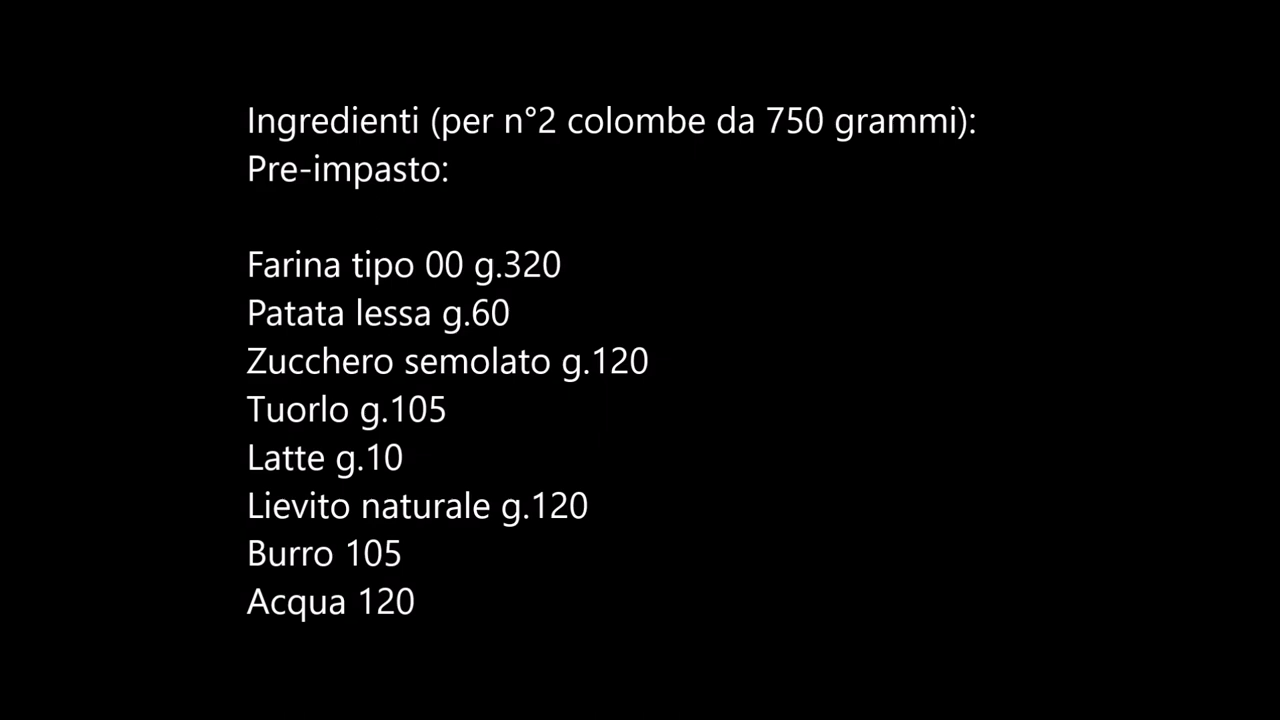 Ingredienti (per n°2 colombe da 750 grammi):
Pre-impasto:
Farina tipo 00 g.320
Patata lessa g.60
Zucchero semolato g.120
Tuorlo g.105
Latte g.10
Lievito naturale g.120
Burro 105
Acqua 120